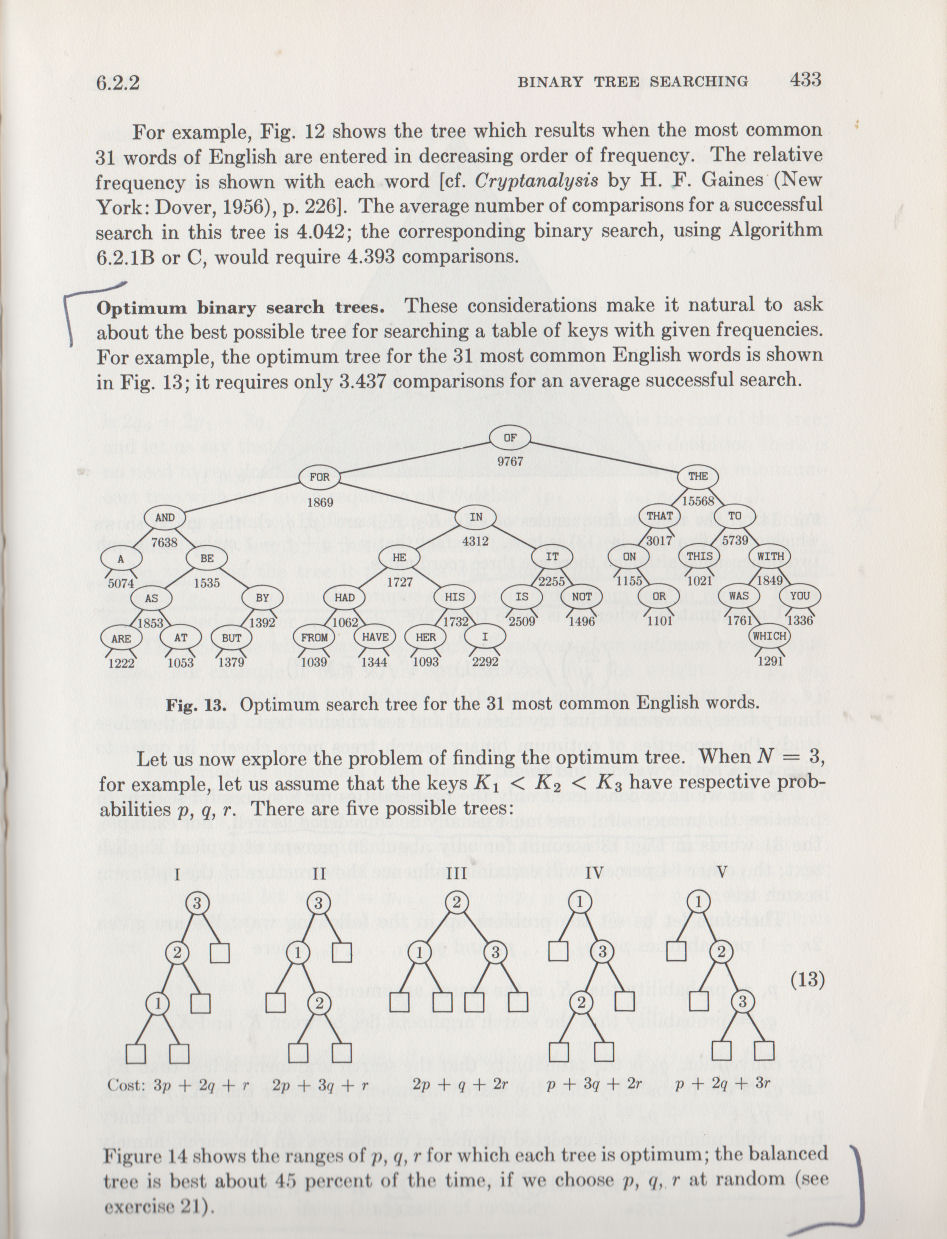 6.2.2 BINARY TREE SEARCHING 433
For example, Fig. 12 shows the tree which results when the most common
31 words of English are entered in decreasing order of frequency. The relative
frequency is shown with each word [cf. Cryptanalysis by H. F. Gaines (New
York: Dover, 1956), p. 226]. The average number of comparisons for a successful
search in this tree is 4.042; the corresponding binary search, using Algorithm
6.2.1B or C, would require 4.393 comparisons.
Optimum binary search trees. These considerations make it natural to ask
about the best possible tree for searching a table of keys with given frequencies.
For example, the optimum tree for the 31 most common English words is shown
in Fig. 13; it requires only 3.437 comparisons for an average successful search.
OF
9767
FOR THE
1869 15568
AND IN THAT TO
7638 4312 3017 5739
A BE HE IT ON THIS WITH
5074 1535 1727 2255 1155 1021 1849
AS BY HAD HIS IS NOT OR WAS YOU
1853 1392 1062 1732 2509 1496 1101 1761 1336
ARE AT BUT FROM HAVE HER I WHICH
1222 1053 1379 1039 1344 1093 2292 1291
Fig. 13. Optimum search tree for the 31 most common English words.
Let us now explore the problem of finding the optimum tree. When N = 3,
for example, let us assume that the keys K1 < K2 < K3 have respective prob-
abilities p, q, r. There are five possible trees:
I II III IV V
3 3 2 1 1
2 1 1 3 3 2
(13)
1 2 2 3
Cost: 3p + 2q + r 2p + 3q + r 2p + q + 2r p + 3q + 2r p + 2q + 3r
Figure 14 shows the ranges of p, q, r for which each tree is optimum; the balanced
tree is best about 45 percent of the time, if we choose p, q, r at random (see
exercise 21).